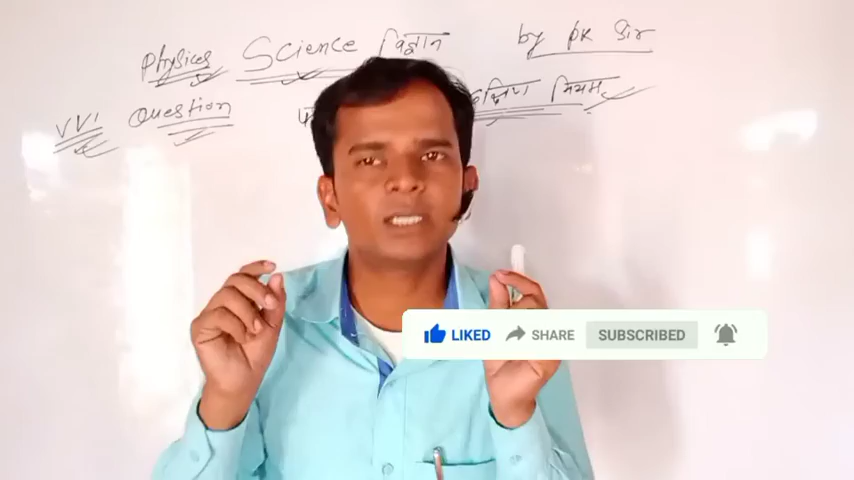 Physics Science विज्ञान by PK Sir
VVI Question नियम
LIKED SHARE SUBSCRIBED